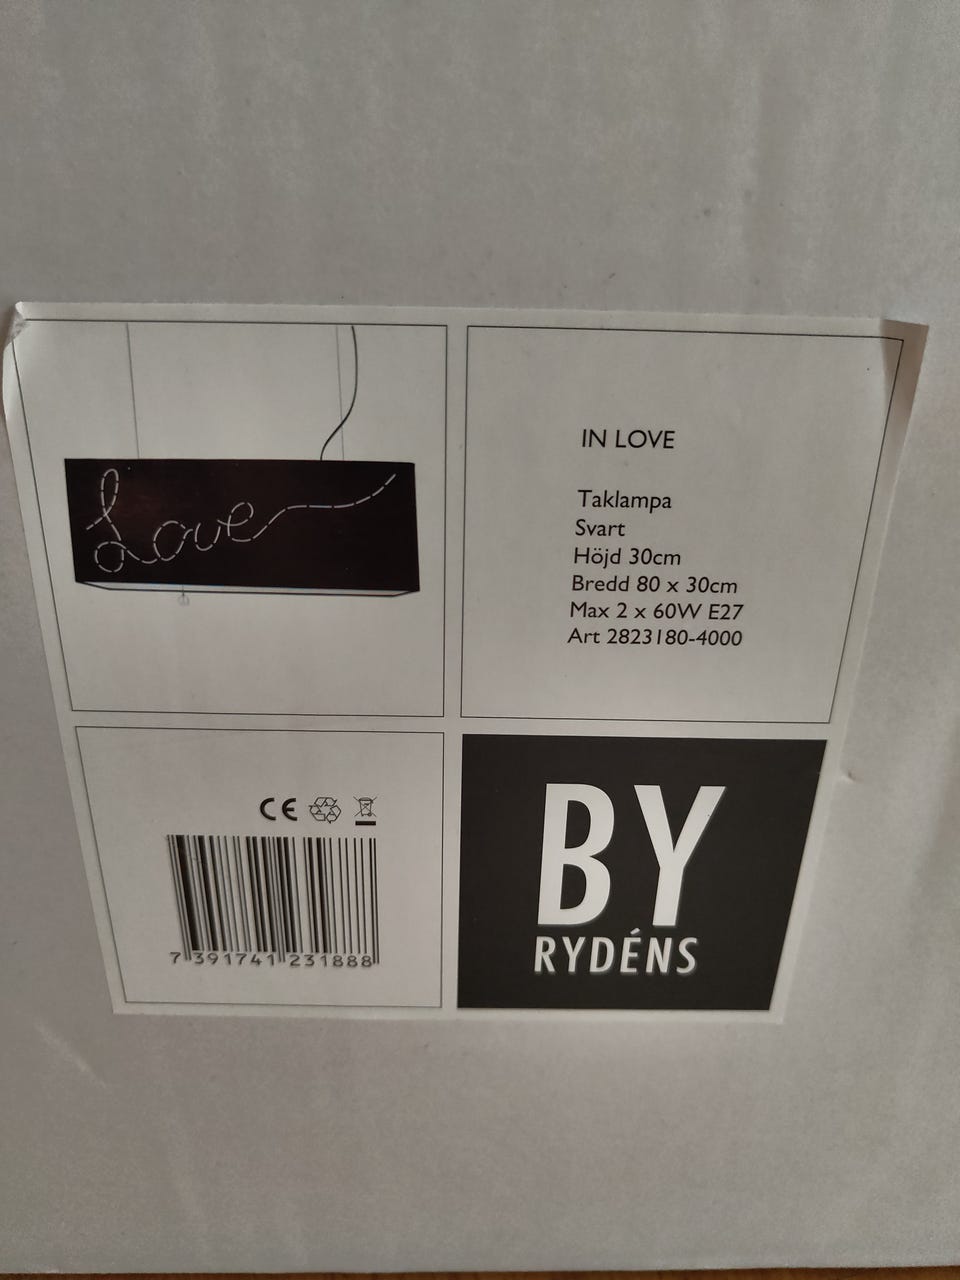 Love
IN LOVE
Taklampa
Svart
Höjd 30cm
Bredd 80 x 30cm
Max 2 x 60W E27
Art 2823180-4000
CE
7 391741 231888
BY
RYDÉNS